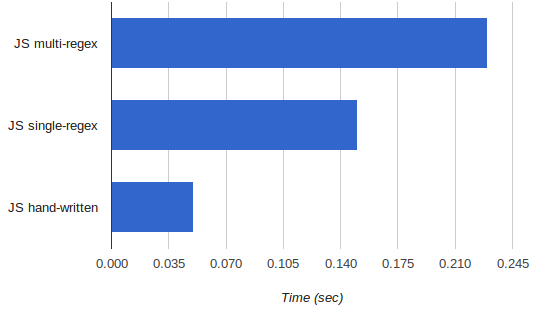 JS multi-regex
JS single-regex
JS hand-written
0.000 0.035 0.070 0.105 0.140 0.175 0.210 0.245
Time (sec)